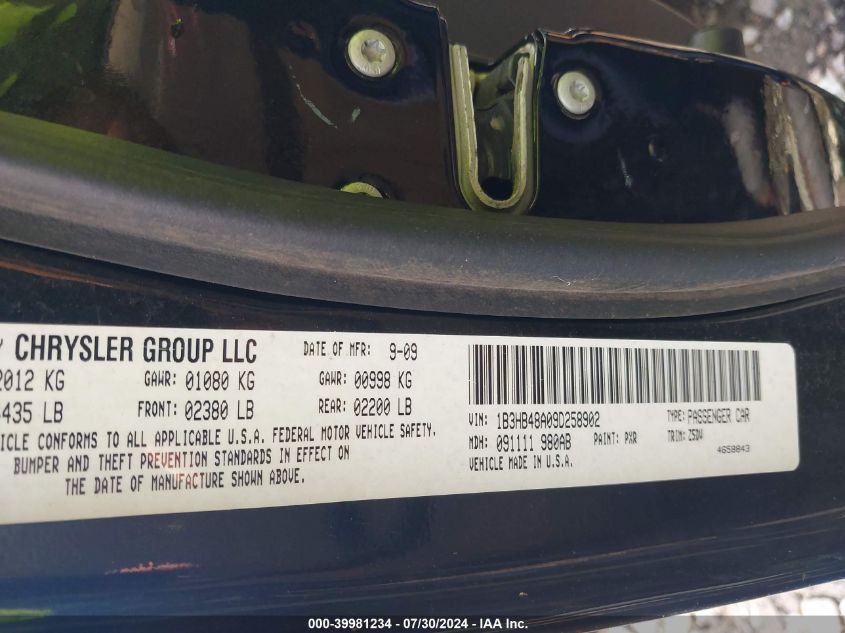 CHRYSLER GROUP LLC DATE OF MFR: 9-09
2012 KG GAWR: 01080 KG GAWR: 00998 KG
435 LB FRONT: 02380 LB REAR: 02200 LB
VEHICLE CONFORMS TO ALL APPLICABLE U.S.A. FEDERAL MOTOR VEHICLE SAFETY,
BUMPER AND THEFT PREVENTION STANDARDS IN EFFECT ON
THE DATE OF MANUFACTURE SHOWN ABOVE.
VIN: 1B3HB48A09D258902 TYPE: PASSENGER CAR
MDH: 091111 980AB PAINT: PXR TRIM: Z5DV
VEHICLE MADE IN U.S.A. 4658843
000-39981234 - 07/30/2024 - IAA Inc.